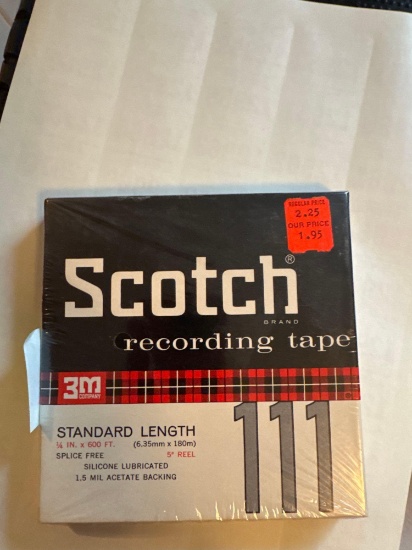 REGULAR PRICE
2.25
OUR PRICE
1.95
Scotch®
BRAND
recording tape
3M
COMPANY
111
STANDARD LENGTH
¼ IN. x 600 FT. (6.35mm x 180m)
SPLICE FREE 5" REEL
SILICONE LUBRICATED
1.5 MIL ACETATE BACKING